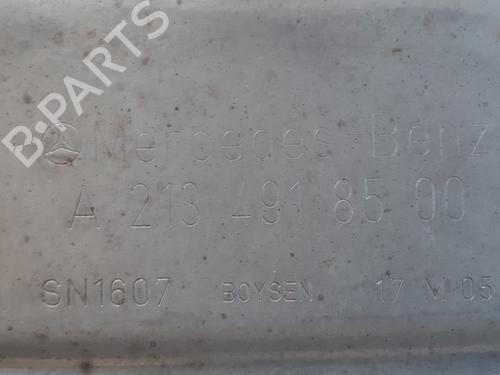 B-PARTS
Mercedes-Benz
A 213 491 85 00
SN1607 BOYSEN 17 M 05